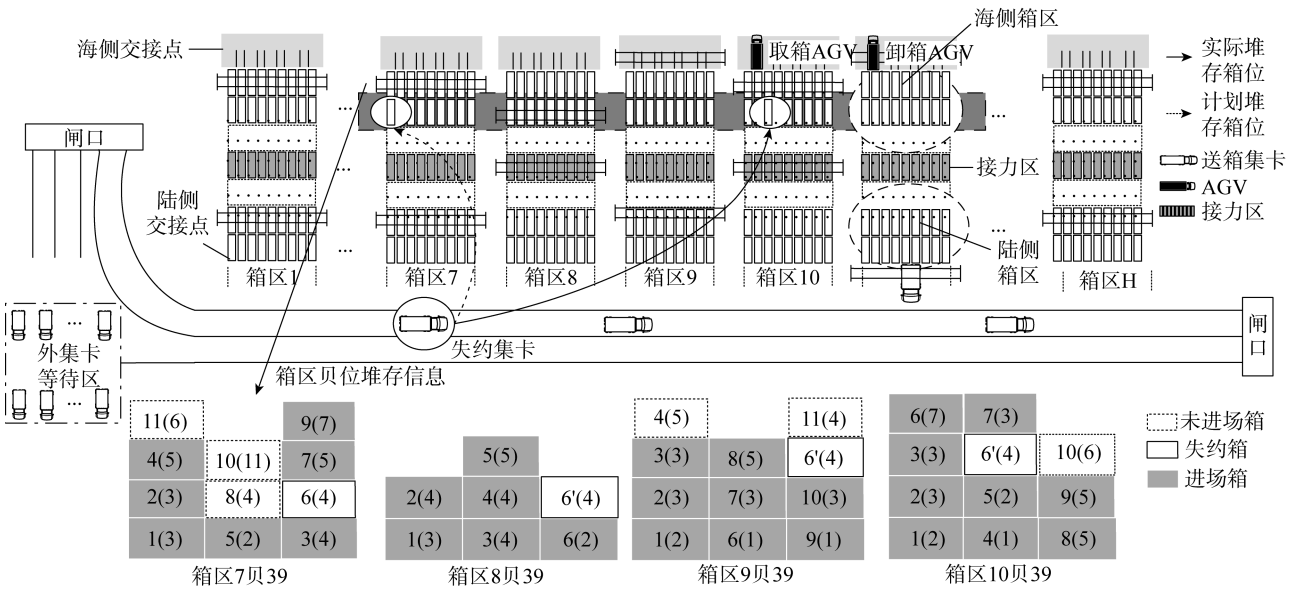 海侧箱区
海侧交接点
取箱AGV
卸箱AGV
实际堆
存箱位
计划堆
存箱位
...
...
闸口
...
接力区
送箱集卡
AGV
接力区
陆侧
交接点
...
...
陆侧
箱区
箱区1
箱区7
箱区8
箱区9
箱区10
箱区H
...
外集卡
等待区
...
失约集卡
闸口
箱区贝位堆存信息
11(6) 9(7)
4(5) 10(11) 7(5)
2(3) 8(4) 6(4)
1(3) 5(2) 3(4)
箱区7贝39
5(5)
2(4) 4(4) 6'(4)
1(3) 3(4) 6(2)
箱区8贝39
4(5) 11(4)
3(3) 8(5) 6'(4)
2(3) 7(3) 10(3)
1(2) 6(1) 9(1)
箱区9贝39
6(7) 7(3)
3(3) 6'(4) 10(6)
2(3) 5(2) 9(5)
1(2) 4(1) 8(5)
箱区10贝39
未进场箱
失约箱
进场箱